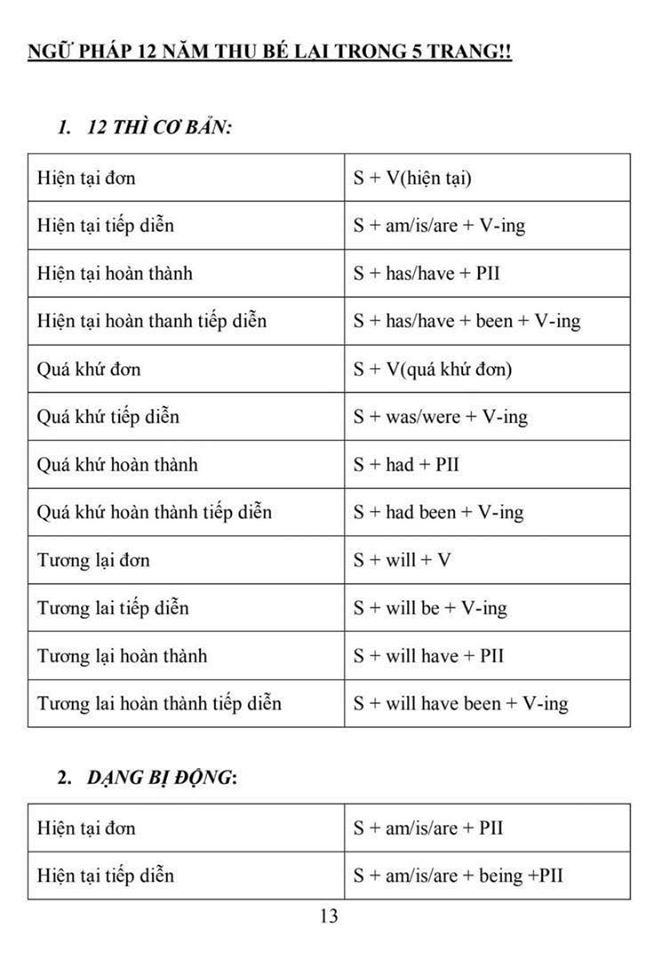 NGỮ PHÁP 12 NĂM THU BÉ LẠI TRONG 5 TRANG!!
1. 12 THÌ CƠ BẢN:
Hiện tại đơn S + V(hiện tại)
Hiện tại tiếp diễn S + am/is/are + V-ing
Hiện tại hoàn thành S + has/have + PII
Hiện tại hoàn thanh tiếp diễn S + has/have + been + V-ing
Quá khứ đơn S + V(quá khứ đơn)
Quá khứ tiếp diễn S + was/were + V-ing
Quá khứ hoàn thành S + had + PII
Quá khứ hoàn thành tiếp diễn S + had been + V-ing
Tương lại đơn S + will + V
Tương lai tiếp diễn S + will be + V-ing
Tương lại hoàn thành S + will have + PII
Tương lai hoàn thành tiếp diễn S + will have been + V-ing
2. DẠNG BỊ ĐỘNG:
Hiện tại đơn S + am/is/are + PII
Hiện tại tiếp diễn S + am/is/are + being +PII
13